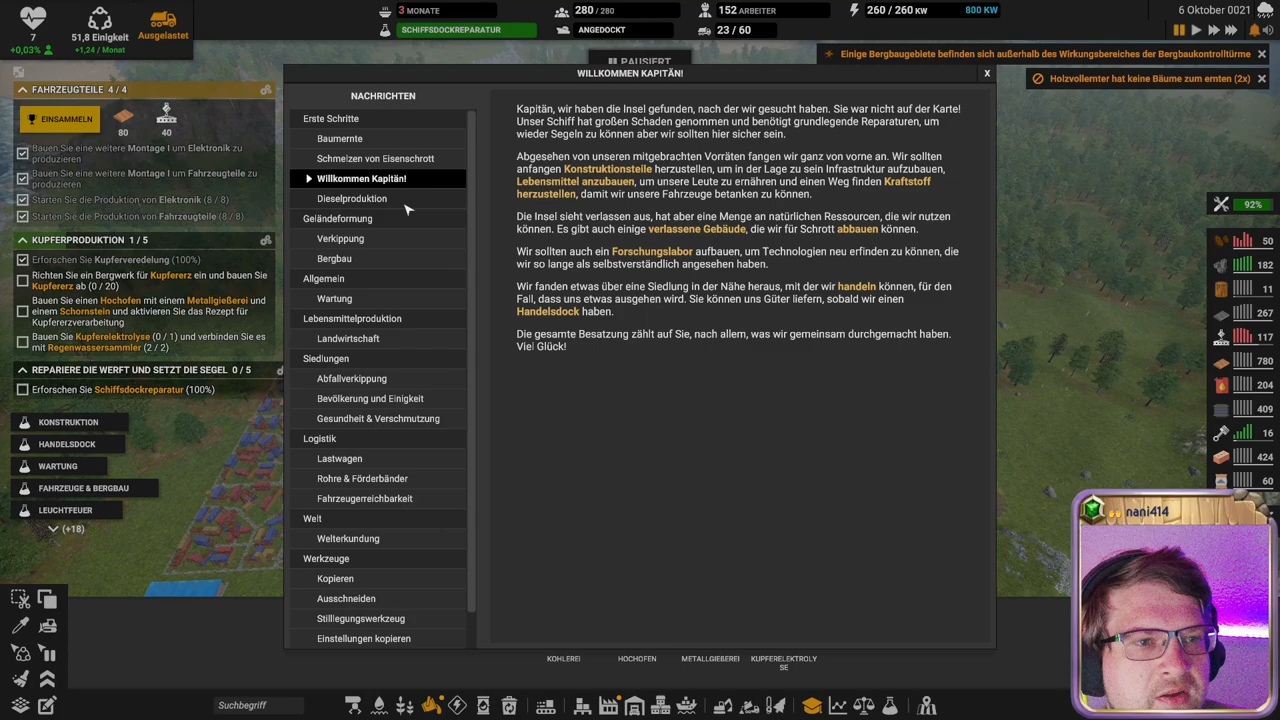 3 MONATE
280 / 280
152 ARBEITER
260 / 260 KW
800 KW
6 Oktober 0021
7
51,8 Einigkeit
Ausgelastet
+0,03%
+1,24 / Monat
SCHIFFSDOCKREPARATUR
ANGEDOCKT
23 / 60
PAUSIERT
Einige Bergbaugebiete befinden sich außerhalb des Wirkungsbereiches der Bergbaukontrolltürme
Holzvollernter hat keine Bäume zum ernten (2x)
FAHRZEUGTEILE 4 / 4
EINSAMMELN
80
40
Bauen Sie eine weitere Montage I um Elektronik zu
produzieren
Bauen Sie eine weitere Montage I um Fahrzeugteile zu
produzieren
Starten Sie die Produktion von Elektronik (8 / 8)
Starten Sie die Produktion von Fahrzeugteile (8 / 8)
KUPFERPRODUKTION 1 / 5
Erforschen Sie Kupferveredelung (100%)
Richten Sie ein Bergwerk für Kupfererz ein und bauen Sie
Kupfererz ab (0 / 20)
Bauen Sie einen Hochofen mit einem Metallgießerei und
einem Schornstein und aktivieren Sie das Rezept für
Kupfererzverarbeitung
Bauen Sie Kupferelektrolyse (0 / 1) und verbinden Sie es
mit Regenwassersammler (2 / 2)
REPARIERE DIE WERFT UND SETZT DIE SEGEL 0 / 5
Erforschen Sie Schiffsdockreparatur (100%)
KONSTRUKTION
HANDELSDOCK
WARTUNG
FAHRZEUGE & BERGBAU
LEUCHTFEUER
(+18)
WILLKOMMEN KAPITÄN!
X
NACHRICHTEN
Erste Schritte
Baumernte
Schmelzen von Eisenschrott
Willkommen Kapitän!
Dieselproduktion
Geländeformung
Verkippung
Bergbau
Allgemein
Wartung
Lebensmittelproduktion
Landwirtschaft
Siedlungen
Abfallverkippung
Bevölkerung und Einigkeit
Gesundheit & Verschmutzung
Logistik
Lastwagen
Rohre & Förderbänder
Fahrzeugerreichbarkeit
Welt
Welterkundung
Werkzeuge
Kopieren
Ausschneiden
Stilllegungswerkzeug
Einstellungen kopieren
Kapitän, wir haben die Insel gefunden, nach der wir gesucht haben. Sie war nicht auf der Karte!
Unser Schiff hat großen Schaden genommen und benötigt grundlegende Reparaturen, um
wieder Segeln zu können aber wir sollten hier sicher sein.
Abgesehen von unseren mitgebrachten Vorräten fangen wir ganz von vorne an. Wir sollten
anfangen Konstruktionsteile herzustellen, um in der Lage zu sein Infrastruktur aufzubauen,
Lebensmittel anzubauen, um unsere Leute zu ernähren und einen Weg finden Kraftstoff
herzustellen, damit wir unsere Fahrzeuge betanken zu können.
Die Insel sieht verlassen aus, hat aber eine Menge an natürlichen Ressourcen, die wir nutzen
können. Es gibt auch einige verlassene Gebäude, die wir für Schrott abbauen können.
Wir sollten auch ein Forschungslabor aufbauen, um Technologien neu erfinden zu können, die
wir so lange als selbstverständlich angesehen haben.
Wir fanden etwas über eine Siedlung in der Nähe heraus, mit der wir handeln können, für den
Fall, dass uns etwas ausgehen wird. Sie können uns Güter liefern, sobald wir einen
Handelsdock haben.
Die gesamte Besatzung zählt auf Sie, nach allem, was wir gemeinsam durchgemacht haben.
Viel Glück!
92%
50
182
11
267
117
780
204
409
16
424
60
nani414
KOHLEREI
HOCHOFEN
METALLGIEßEREI
KUPFERELEKTROLY
SE
Suchbegriff